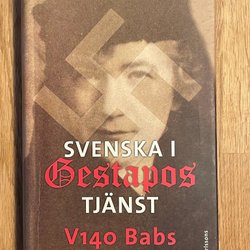 SVENSKA I
Gestapos
TJÄNST
V140 Babs